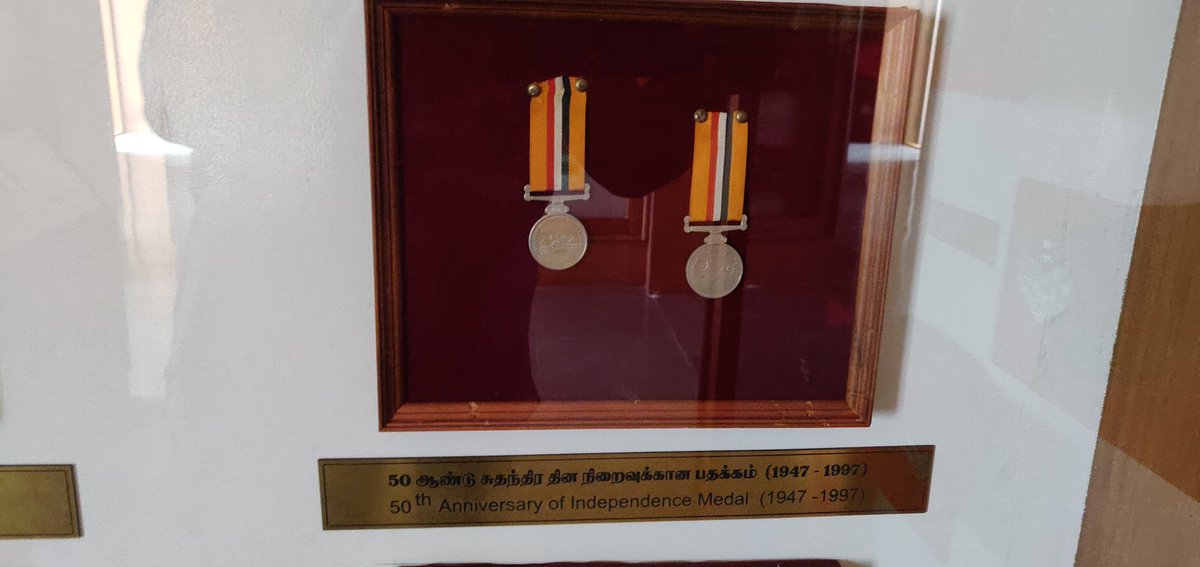 50 ஆண்டு சுதந்திர தின நிறைவுக்கான பதக்கம் (1947 - 1997)
50th Anniversary of Independence Medal (1947 -1997)